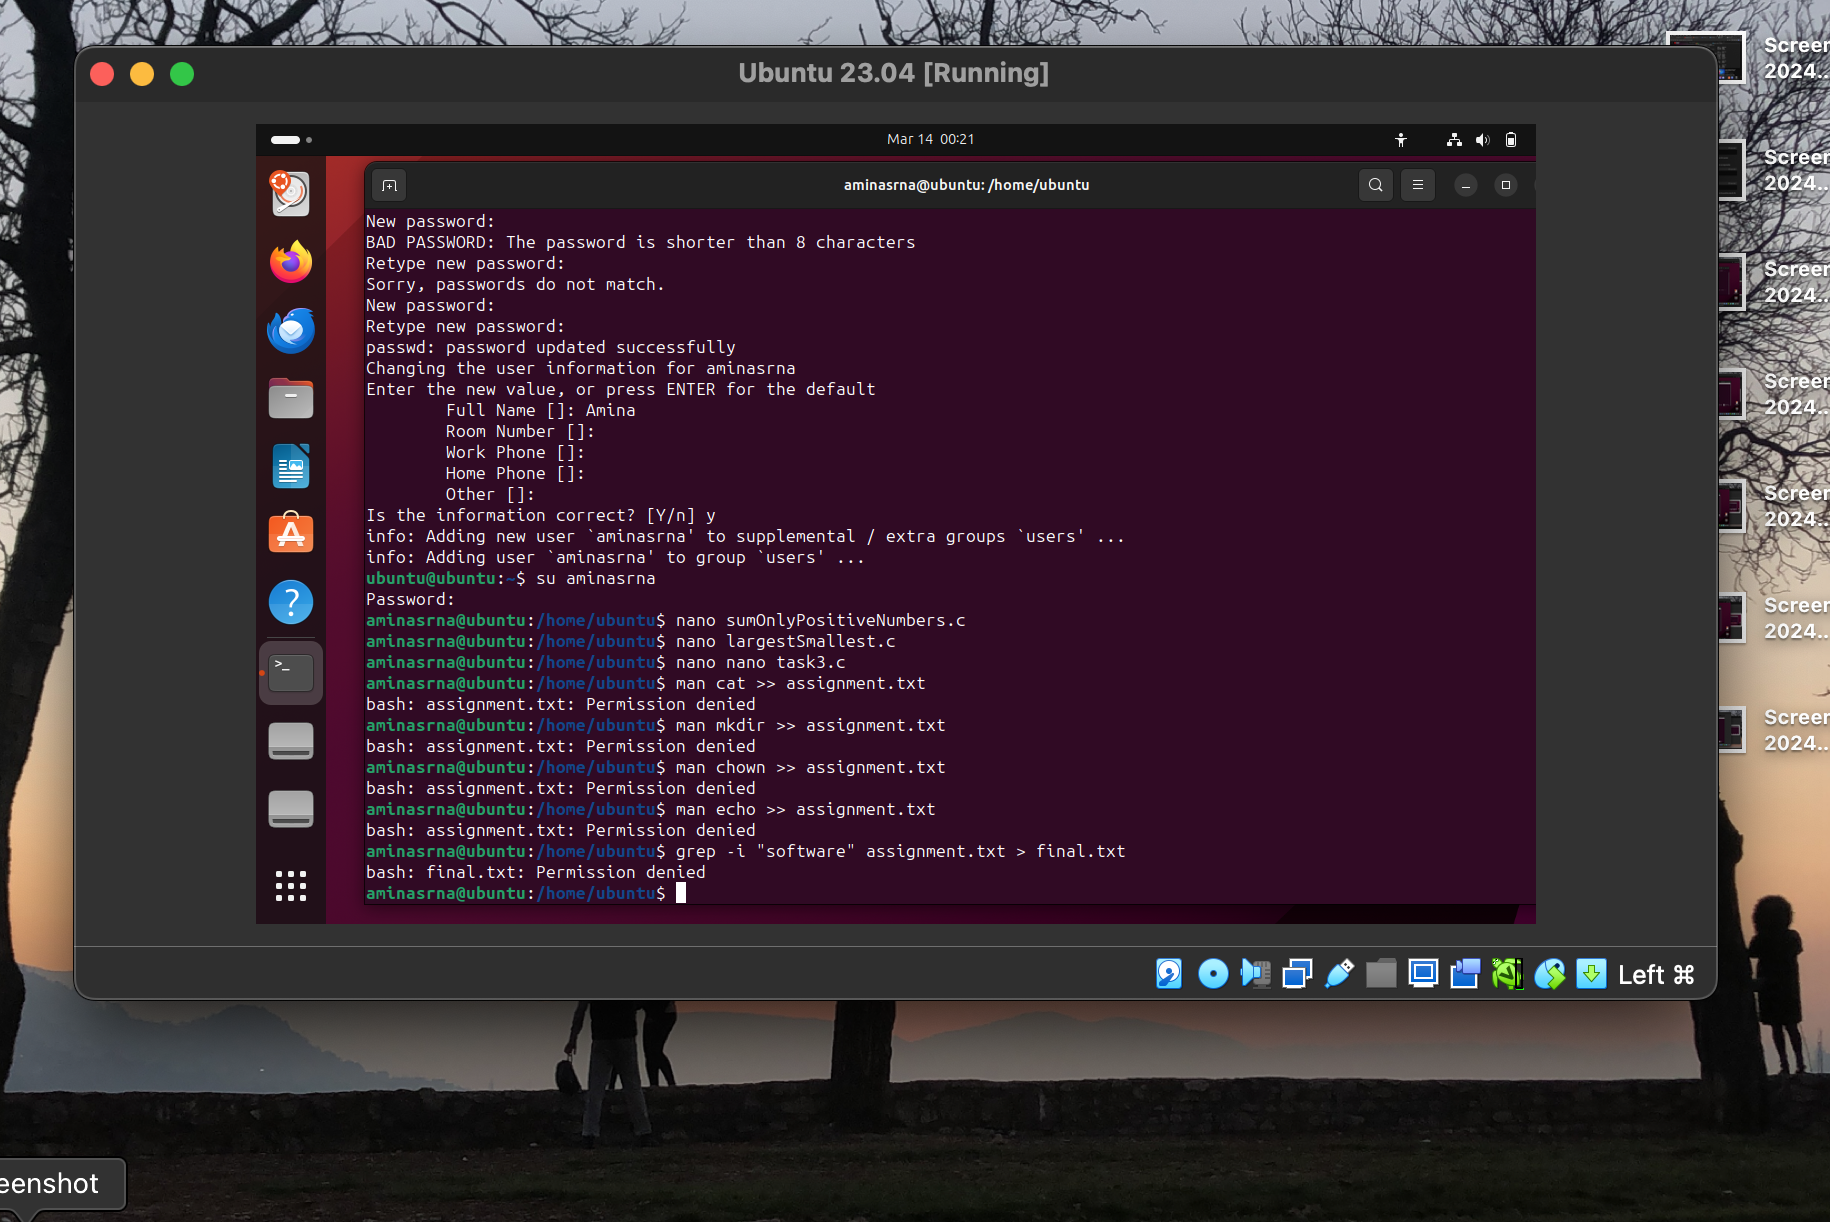 Ubuntu 23.04 [Running]
Mar 14 00:21
aminasrna@ubuntu: /home/ubuntu
New password:
BAD PASSWORD: The password is shorter than 8 characters
Retype new password:
Sorry, passwords do not match.
New password:
Retype new password:
passwd: password updated successfully
Changing the user information for aminasrna
Enter the new value, or press ENTER for the default
Full Name []: Amina
Room Number []:
Work Phone []:
Home Phone []:
Other []:
Is the information correct? [Y/n] y
info: Adding new user `aminasrna' to supplemental / extra groups `users' ...
info: Adding user `aminasrna' to group `users' ...
ubuntu@ubuntu:~$ su aminasrna
Password:
aminasrna@ubuntu:/home/ubuntu$ nano sumOnlyPositiveNumbers.c
aminasrna@ubuntu:/home/ubuntu$ nano largestSmallest.c
aminasrna@ubuntu:/home/ubuntu$ nano nano task3.c
aminasrna@ubuntu:/home/ubuntu$ man cat >> assignment.txt
bash: assignment.txt: Permission denied
aminasrna@ubuntu:/home/ubuntu$ man mkdir >> assignment.txt
bash: assignment.txt: Permission denied
aminasrna@ubuntu:/home/ubuntu$ man chown >> assignment.txt
bash: assignment.txt: Permission denied
aminasrna@ubuntu:/home/ubuntu$ man echo >> assignment.txt
bash: assignment.txt: Permission denied
aminasrna@ubuntu:/home/ubuntu$ grep -i "software" assignment.txt > final.txt
bash: final.txt: Permission denied
aminasrna@ubuntu:/home/ubuntu$
Left ⌘
Screen
2024...
Screen
2024...
Screen
2024...
Screen
2024...
Screen
2024...
Screen
2024...
Screen
2024...
eenshot